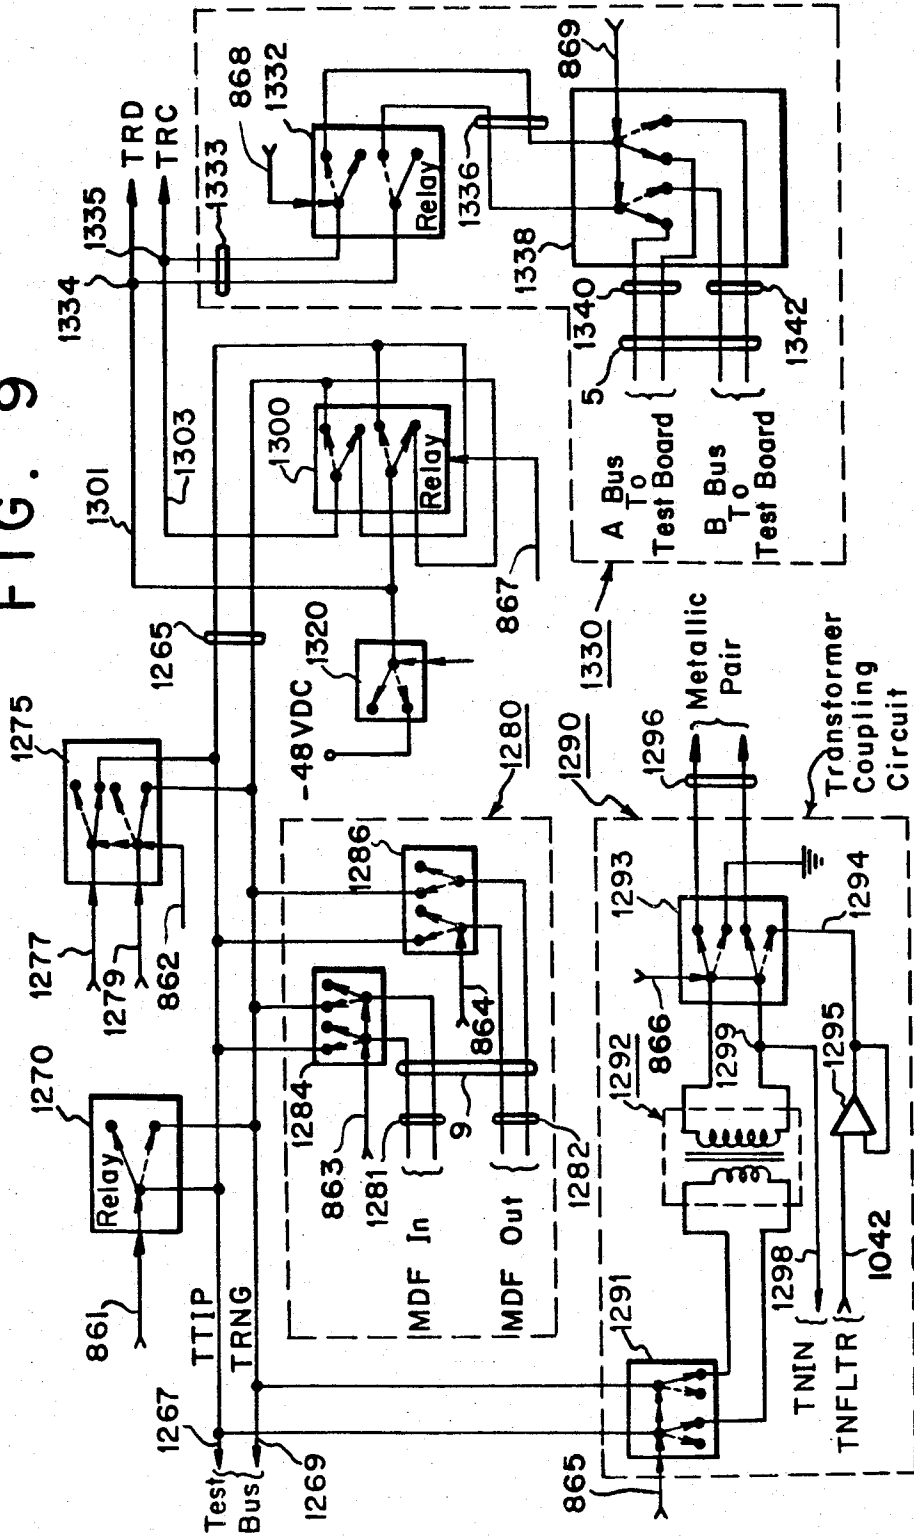 FIG. 9
1275
1265
1301
1303
1334
1335
TRD
TRC
1333
868
1332
869
1277
1279
862
1270
Relay
861
TTIP
TRNG
1267
Test
Bus
1269
1320
-48VDC
1300
Relay
867
Relay
1336
1338
1340
1342
5
A Bus
To
Test Board
B Bus
To
Test Board
1330
1280
1286
1284
864
863
1281
9
1282
MDF In
MDF Out
1290
1296
Metallic
Pair
Transformer
Coupling
Circuit
1293
1294
866
1299
1295
1292
1291
1298
1042
TNIN
TNFLTR
865